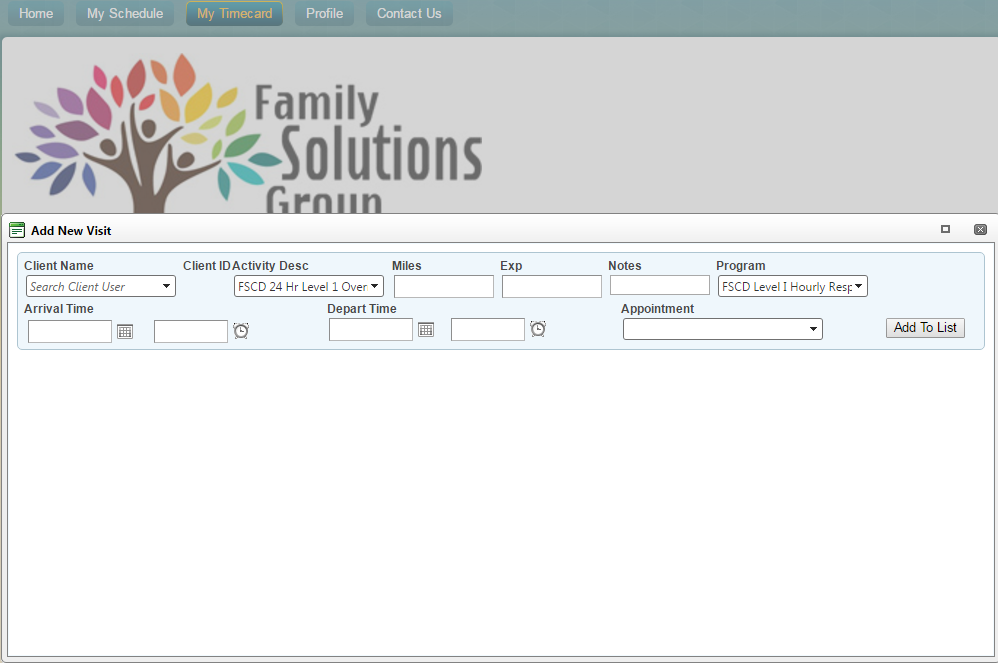 Home My Schedule My Timecard Profile Contact Us
Family
Solutions
Group
Add New Visit
Client Name Client ID Activity Desc Miles Exp Notes Program
Search Client User FSCD 24 Hr Level 1 Over FSCD Level I Hourly Resp
Arrival Time Depart Time Appointment
Add To List